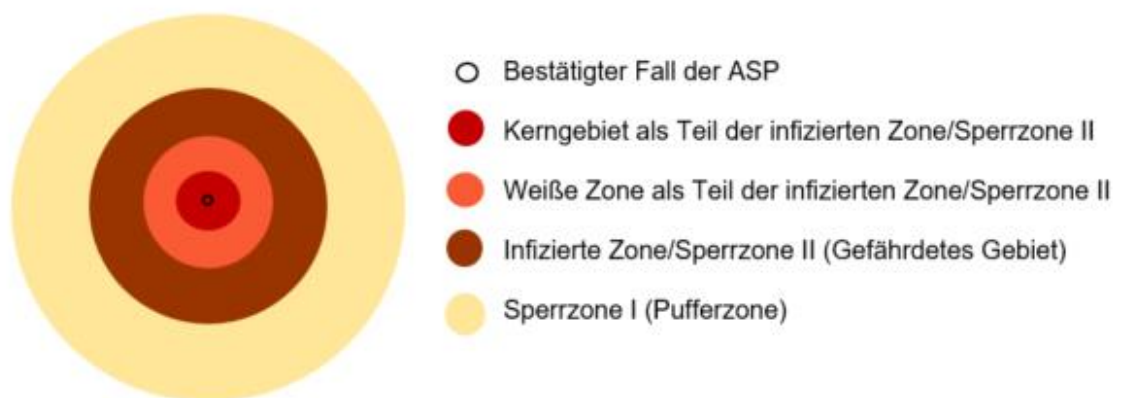 Bestätigter Fall der ASP
Kerngebiet als Teil der infizierten Zone/Sperrzone II
Weiße Zone als Teil der infizierten Zone/Sperrzone II
Infizierte Zone/Sperrzone II (Gefährdetes Gebiet)
Sperrzone I (Pufferzone)